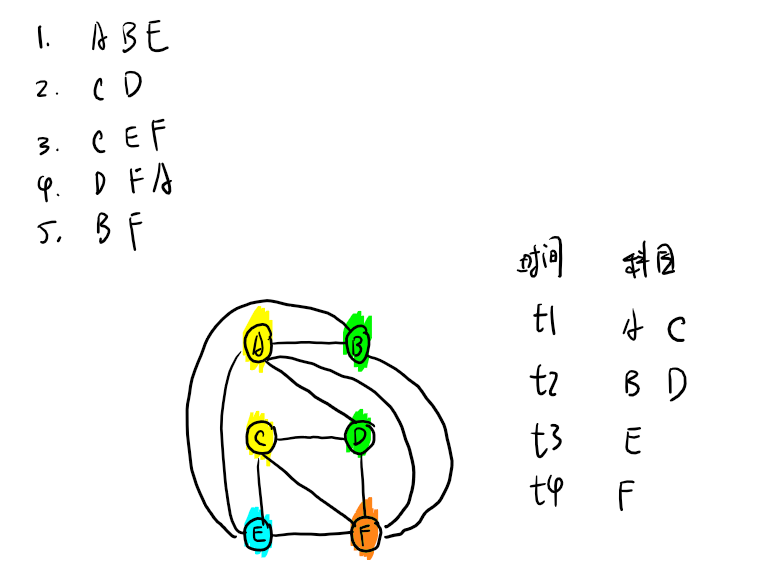 1. A B E
2. C D
3. C E F
4. D F A
5. B F
时间 科目
t1 A C
t2 B D
t3 E
t4 F
A B
C D
E F